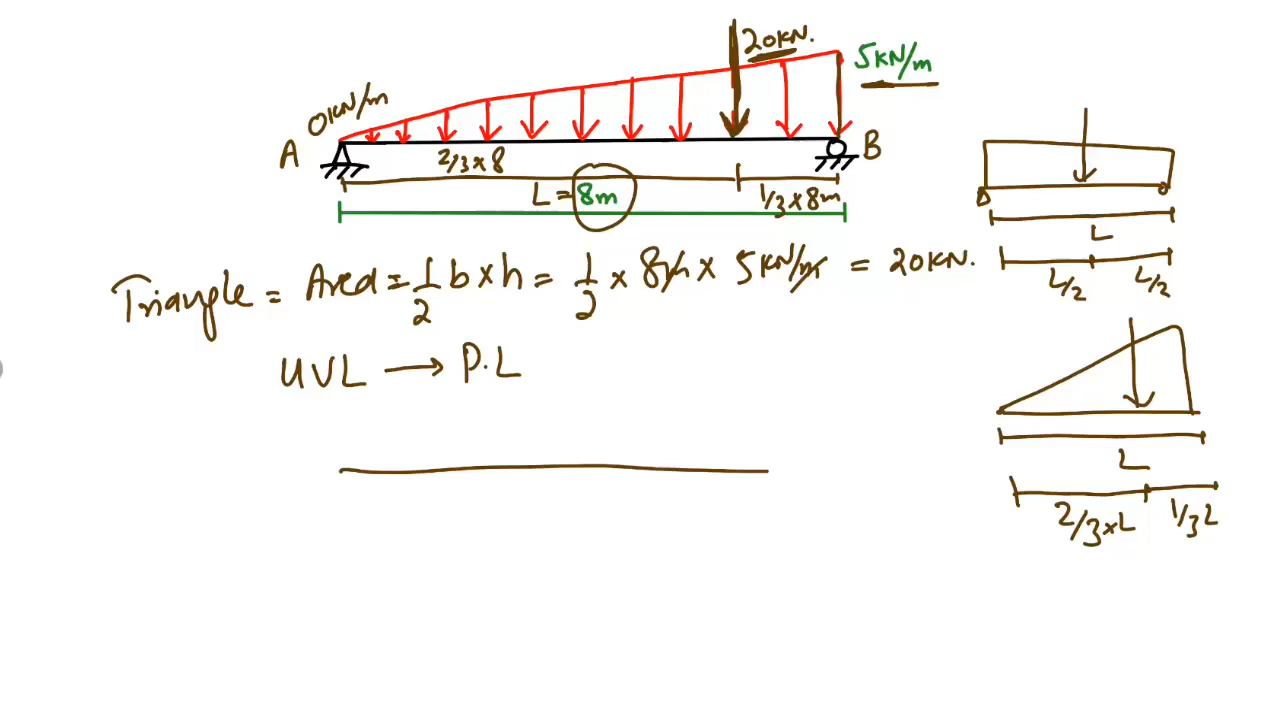 20KN.
5KN/m
0KN/m
A
B
2/3 x 8
L = 8m
1/3 x 8m
L
L/2
L/2
Triangle = Area = 1/2 b x h = 1/2 x 8m x 5KN/m = 20KN.
UVL → P.L
L
2/3 x L
1/3 L